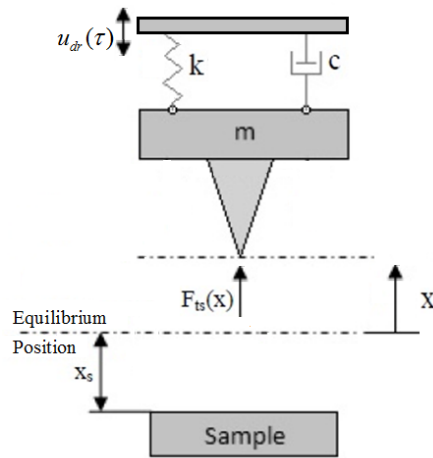 u_dr(τ)
k
c
m
F_ts(x)
X
Equilibrium
Position
x_s
Sample